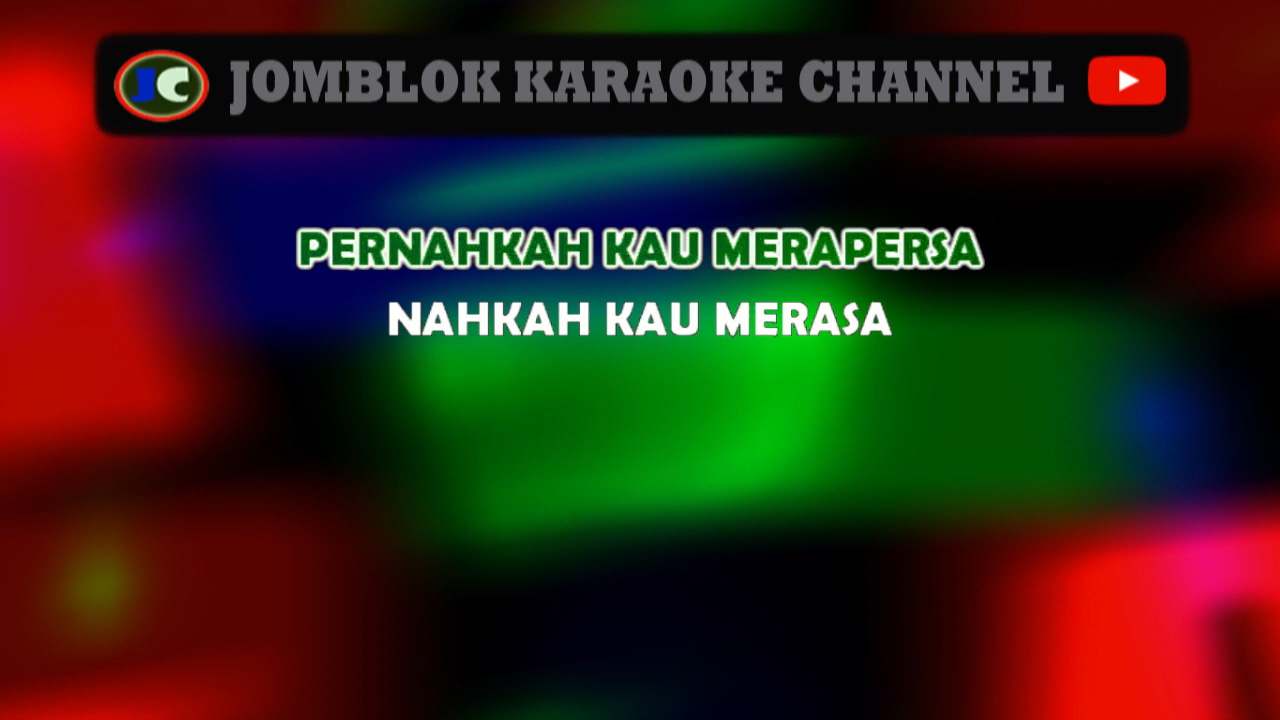 JC JOMBLOK KARAOKE CHANNEL
PERNAHKAH KAU MERAPERSA
NAHKAH KAU MERASA